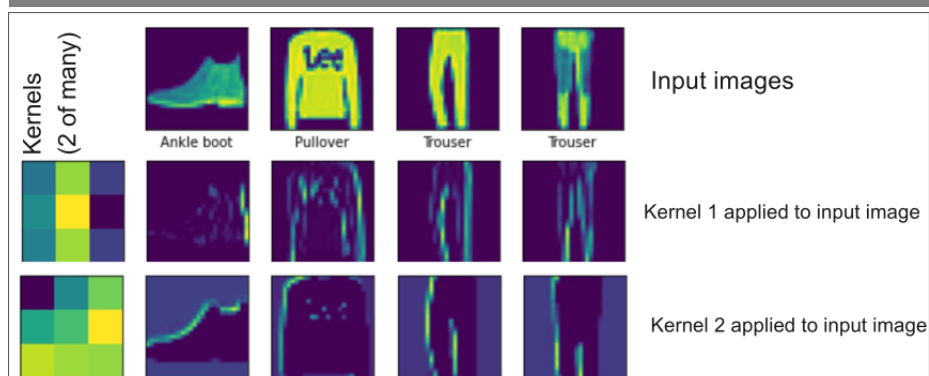 Kernels
(2 of many)
Input images
Lee
Ankle boot
Pullover
Trouser
Trouser
Kernel 1 applied to input image
Kernel 2 applied to input image